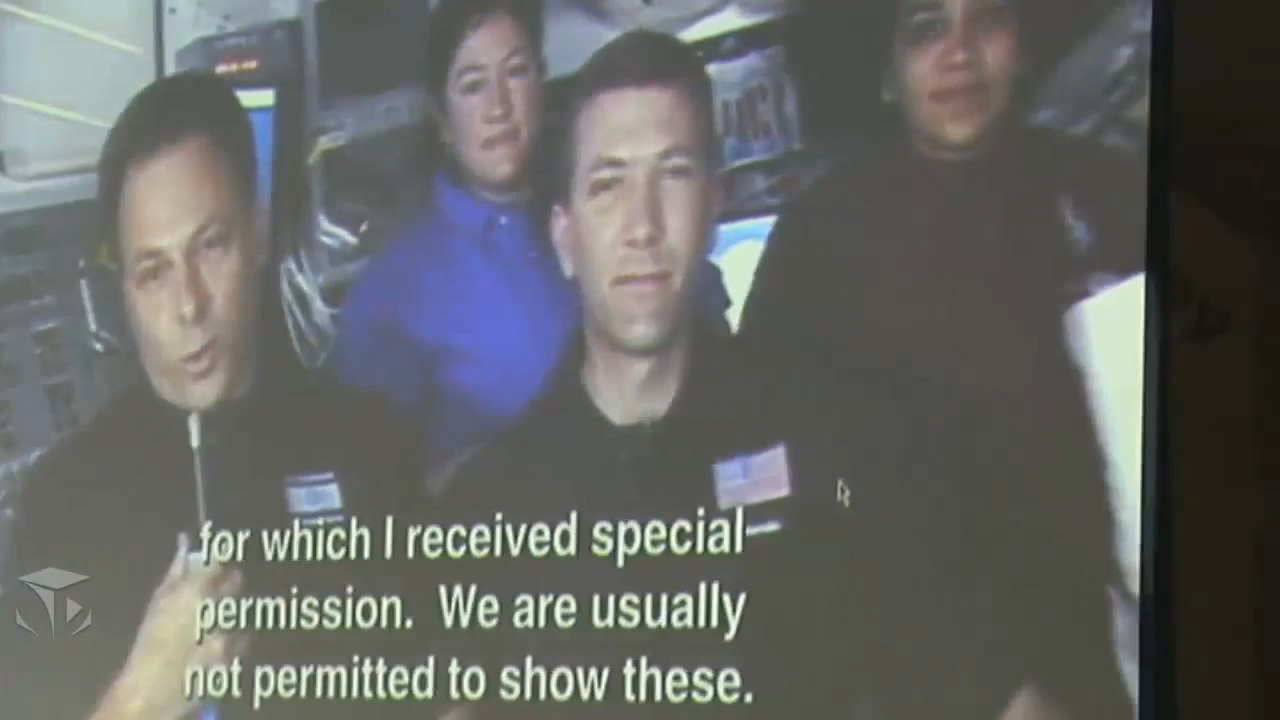 for which I received special
permission. We are usually
not permitted to show these.